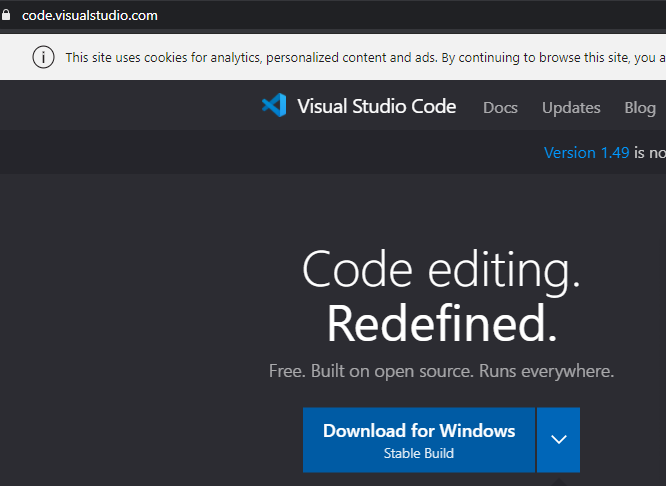 code.visualstudio.com
This site uses cookies for analytics, personalized content and ads. By continuing to browse this site, you a
Visual Studio Code Docs Updates Blog
Version 1.49 is no
Code editing.
Redefined.
Free. Built on open source. Runs everywhere.
Download for Windows
Stable Build